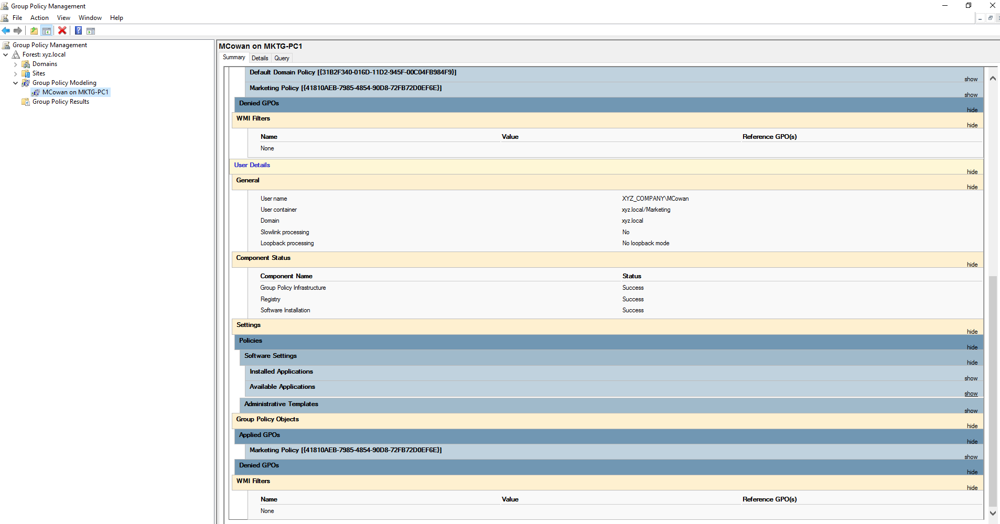 Group Policy Management
File Action View Window Help
Group Policy Management
Forest: xyz.local
Domains
Sites
Group Policy Modeling
MCowan on MKTG-PC1
Group Policy Results
MCowan on MKTG-PC1
Summary Details Query
Default Domain Policy [{31B2F340-016D-11D2-945F-00C04FB984F9}]
show
Marketing Policy [{41810AEB-7985-4854-90D8-72FB72D0EF6E}]
show
Denied GPOs
hide
WMI Filters
hide
Name Value Reference GPO(s)
None
User Details
hide
General
hide
User name XYZ_COMPANY\MCowan
User container xyz.local/Marketing
Domain xyz.local
Slowlink processing No
Loopback processing No loopback mode
Component Status
hide
Component Name Status
Group Policy Infrastructure Success
Registry Success
Software Installation Success
Settings
hide
Policies
hide
Software Settings
hide
Installed Applications
show
Available Applications
show
Administrative Templates
show
Group Policy Objects
hide
Applied GPOs
hide
Marketing Policy [{41810AEB-7985-4854-90D8-72FB72D0EF6E}]
show
Denied GPOs
hide
WMI Filters
hide
Name Value Reference GPO(s)
None